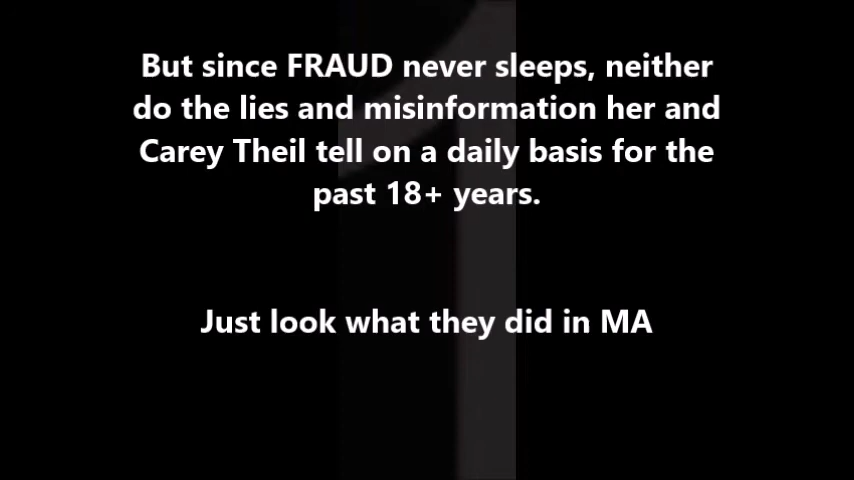 But since FRAUD never sleeps, neither
do the lies and misinformation her and
Carey Theil tell on a daily basis for the
past 18+ years.
Just look what they did in MA